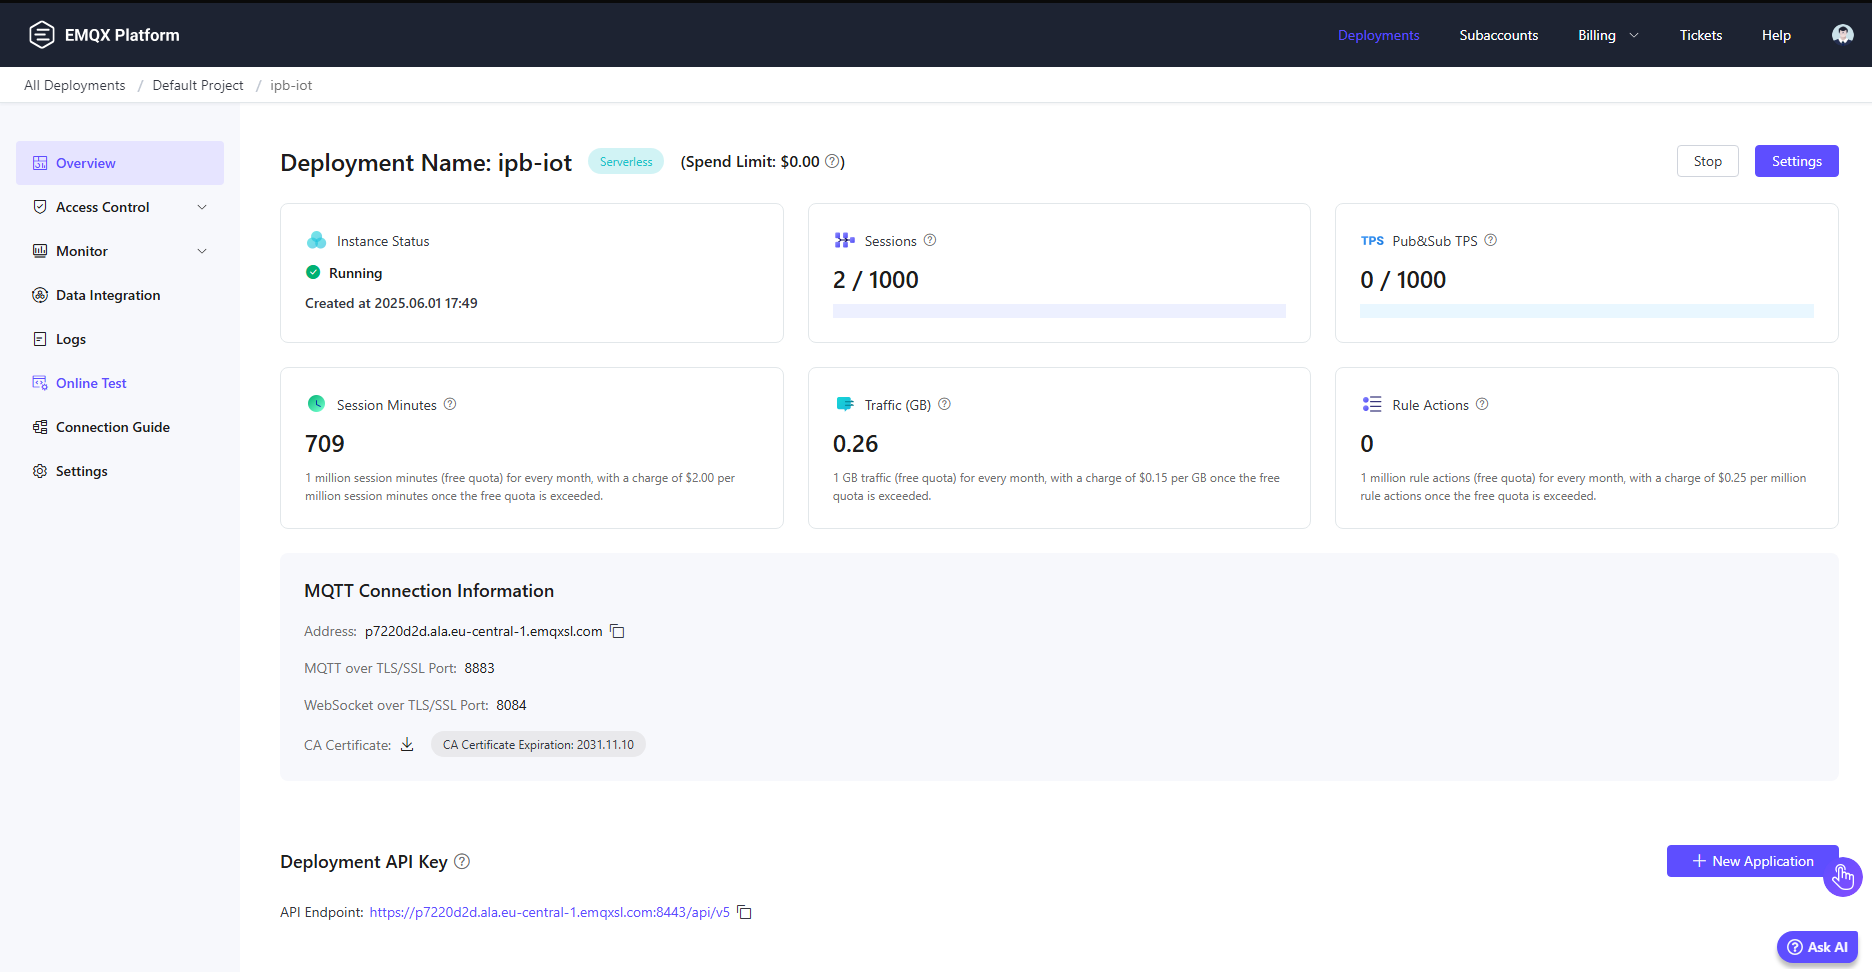 EMQX Platform
Deployments
Subaccounts
Billing
Tickets
Help
All Deployments / Default Project / ipb-iot
Overview
Access Control
Monitor
Data Integration
Logs
Online Test
Connection Guide
Settings
Deployment Name: ipb-iot
Serverless
(Spend Limit: $0.00 ?)
Stop
Settings
Instance Status
Running
Created at 2025.06.01 17:49
Sessions ?
2 / 1000
TPS Pub&Sub TPS ?
0 / 1000
Session Minutes ?
709
1 million session minutes (free quota) for every month, with a charge of $2.00 per
million session minutes once the free quota is exceeded.
Traffic (GB) ?
0.26
1 GB traffic (free quota) for every month, with a charge of $0.15 per GB once the free
quota is exceeded.
Rule Actions ?
0
1 million rule actions (free quota) for every month, with a charge of $0.25 per million
rule actions once the free quota is exceeded.
MQTT Connection Information
Address: p7220d2d.ala.eu-central-1.emqxsl.com
MQTT over TLS/SSL Port: 8883
WebSocket over TLS/SSL Port: 8084
CA Certificate:
CA Certificate Expiration: 2031.11.10
Deployment API Key ?
+ New Application
API Endpoint: https://p7220d2d.ala.eu-central-1.emqxsl.com:8443/api/v5
? Ask AI